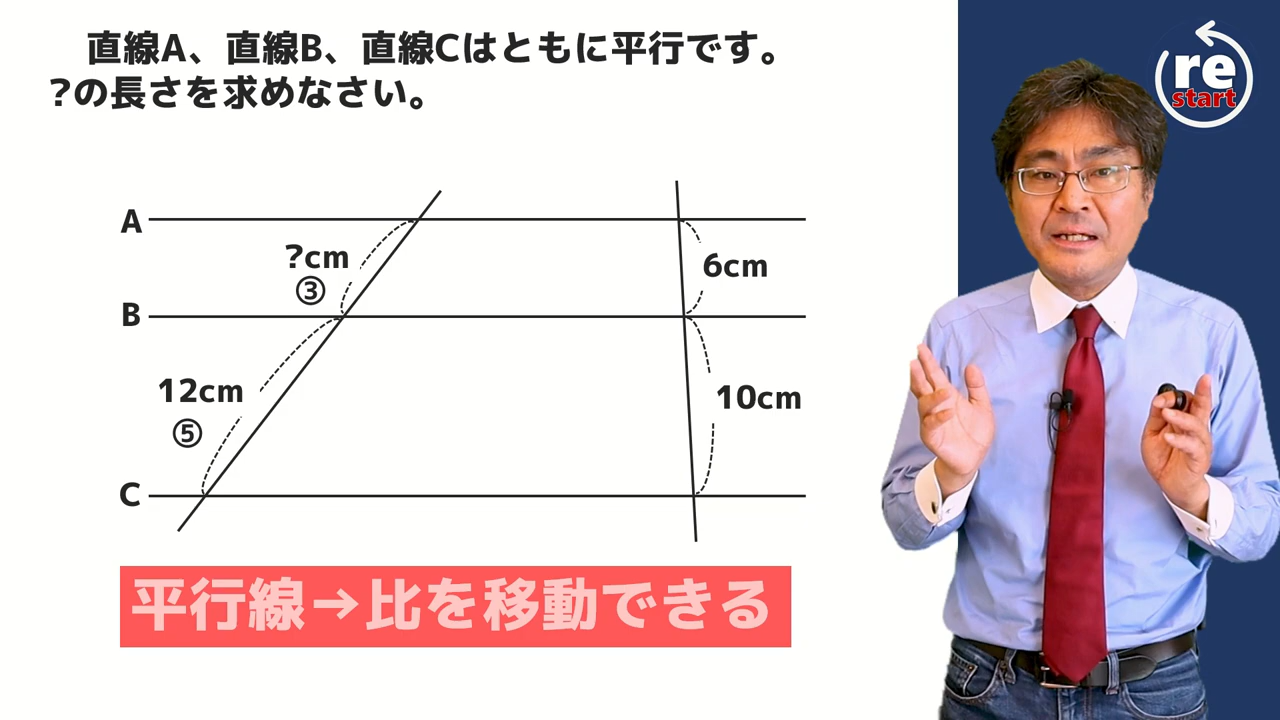 直線A、直線B、直線Cはともに平行です。
?の長さを求めなさい。
re
start
A
?cm
③
6cm
B
12cm
⑤
10cm
C
平行線→比を移動できる